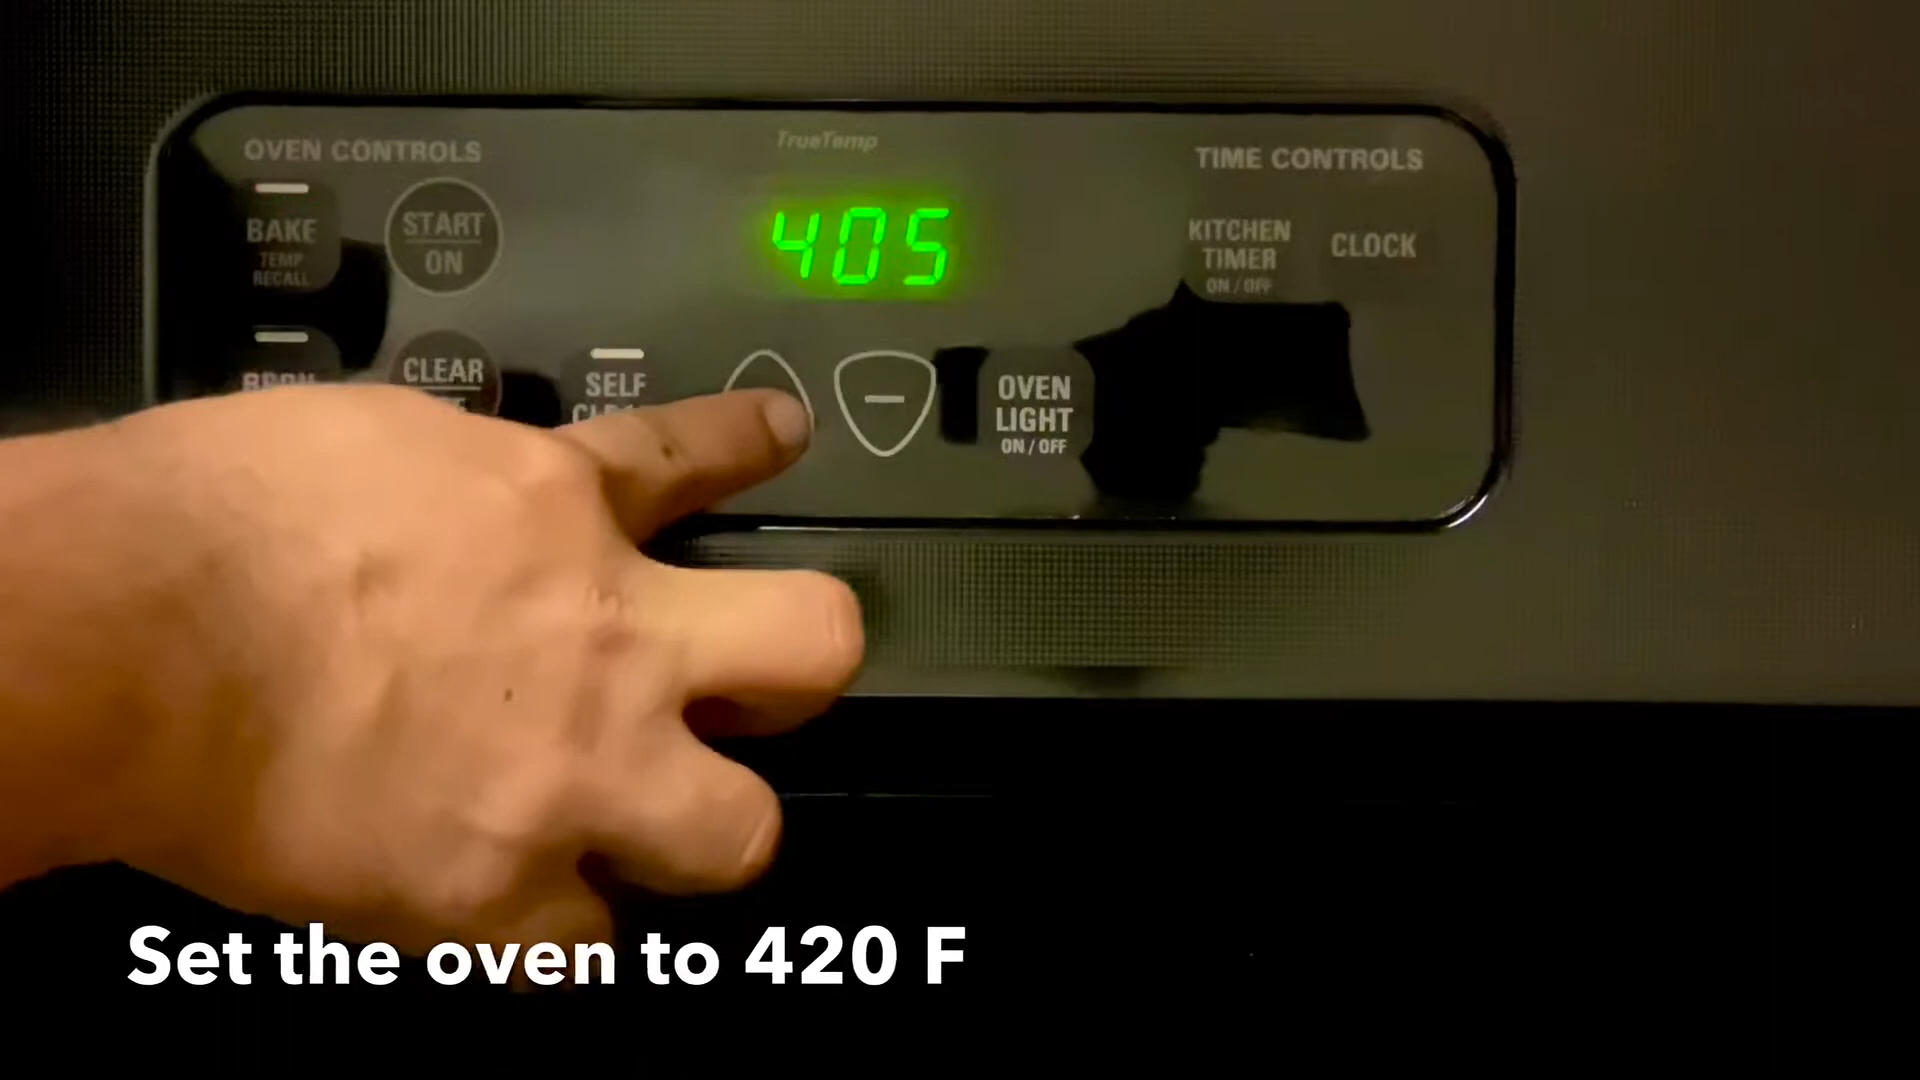 TrueTemp
OVEN CONTROLS
TIME CONTROLS
405
BAKE
TEMP
RECALL
START
ON
KITCHEN
TIMER
ON / OFF
CLOCK
CLEAR
SELF
OVEN
LIGHT
ON / OFF
Set the oven to 420 F